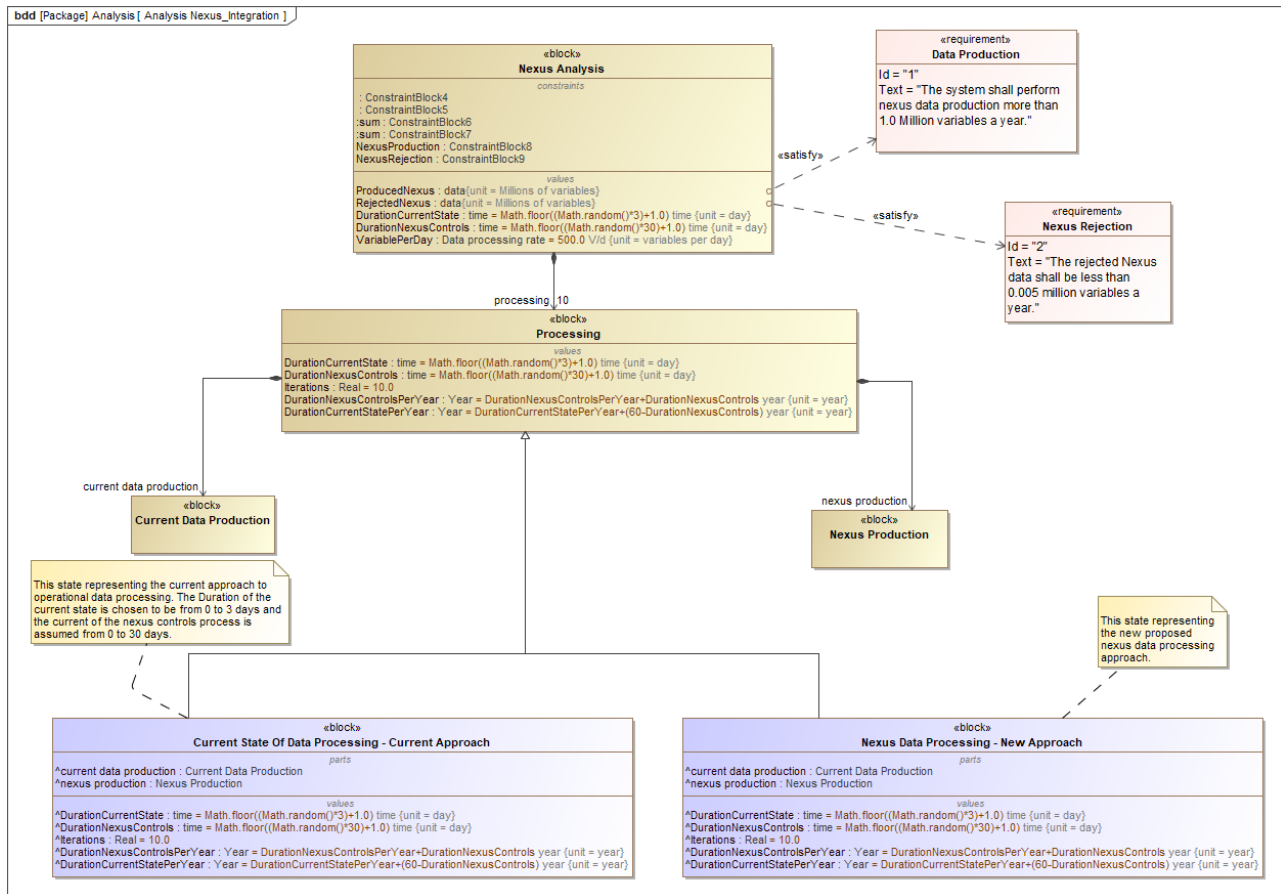 bdd [Package] Analysis [ Analysis Nexus_Integration ]
«block»
Nexus Analysis
constraints
: ConstraintBlock4
: ConstraintBlock5
:sum : ConstraintBlock6
:sum : ConstraintBlock7
NexusProduction : ConstraintBlock8
NexusRejection : ConstraintBlock9
values
ProducedNexus : data{unit = Millions of variables}
RejectedNexus : data{unit = Millions of variables}
DurationCurrentState : time = Math.floor((Math.random()*3)+1.0) time {unit = day}
DurationNexusControls : time = Math.floor((Math.random()*30)+1.0) time {unit = day}
VariablePerDay : Data processing rate = 500.0 V/d {unit = variables per day}
«requirement»
Data Production
Id = "1"
Text = "The system shall perform
nexus data production more than
1.0 Million variables a year."
«satisfy»
«satisfy»
«requirement»
Nexus Rejection
Id = "2"
Text = "The rejected Nexus
data shall be less than
0.005 million variables a
year."
processing 10
«block»
Processing
values
DurationCurrentState : time = Math.floor((Math.random()*3)+1.0) time {unit = day}
DurationNexusControls : time = Math.floor((Math.random()*30)+1.0) time {unit = day}
Iterations : Real = 10.0
DurationNexusControlsPerYear : Year = DurationNexusControlsPerYear+DurationNexusControls year {unit = year}
DurationCurrentStatePerYear : Year = DurationCurrentStatePerYear+(60-DurationNexusControls) year {unit = year}
current data production
«block»
Current Data Production
nexus production
«block»
Nexus Production
This state representing the current approach to
operational data processing. The Duration of the
current state is chosen to be from 0 to 3 days and
the current of the nexus controls process is
assumed from 0 to 30 days.
This state representing
the new proposed
nexus data processing
approach.
«block»
Current State Of Data Processing - Current Approach
parts
^current data production : Current Data Production
^nexus production : Nexus Production
values
^DurationCurrentState : time = Math.floor((Math.random()*3)+1.0) time {unit = day}
^DurationNexusControls : time = Math.floor((Math.random()*30)+1.0) time {unit = day}
^Iterations : Real = 10.0
^DurationNexusControlsPerYear : Year = DurationNexusControlsPerYear+DurationNexusControls year {unit = year}
^DurationCurrentStatePerYear : Year = DurationCurrentStatePerYear+(60-DurationNexusControls) year {unit = year}
«block»
Nexus Data Processing - New Approach
parts
^current data production : Current Data Production
^nexus production : Nexus Production
values
^DurationCurrentState : time = Math.floor((Math.random()*3)+1.0) time {unit = day}
^DurationNexusControls : time = Math.floor((Math.random()*30)+1.0) time {unit = day}
^Iterations : Real = 10.0
^DurationNexusControlsPerYear : Year = DurationNexusControlsPerYear+DurationNexusControls year {unit = year}
^DurationCurrentStatePerYear : Year = DurationCurrentStatePerYear+(60-DurationNexusControls) year {unit = year}